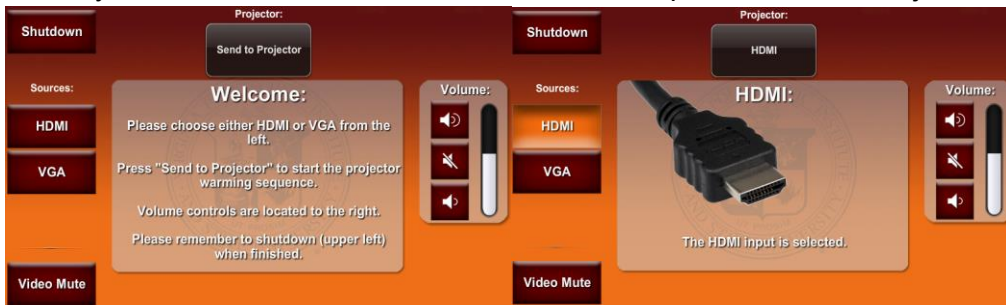 Projector:
Shutdown
Send to Projector
Sources:
Welcome:
Volume:
HDMI
Please choose either HDMI or VGA from the
left.
VGA
Press "Send to Projector" to start the projector
warming sequence.
Volume controls are located to the right.
Please remember to shutdown (upper left)
when finished.
Video Mute
Projector:
Shutdown
HDMI
Sources:
HDMI:
Volume:
HDMI
VGA
The HDMI input is selected.
Video Mute